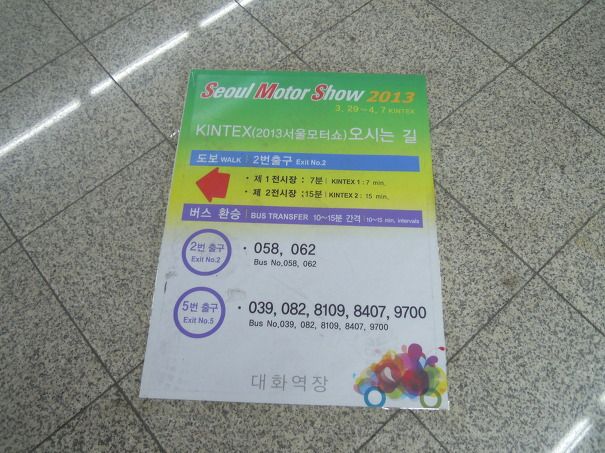 Seoul Motor Show 2013
3. 29~4. 7 KINTEX
KINTEX(2013서울모터쇼)오시는 길
도보 WALK | 2번출구 Exit No.2
• 제 1전시장 : 7분 | KINTEX 1 : 7 min.
• 제 2전시장 :15분 | KINTEX 2 : 15 min.
버스 환승 | BUS TRANSFER 10~15분 간격 | 10~15 min. intervals
2번 출구
Exit No.2
• 058, 062
Bus No,058, 062
5번 출구
Exit No.5
• 039, 082, 8109, 8407, 9700
Bus No,039, 082, 8109, 8407, 9700
대화역장